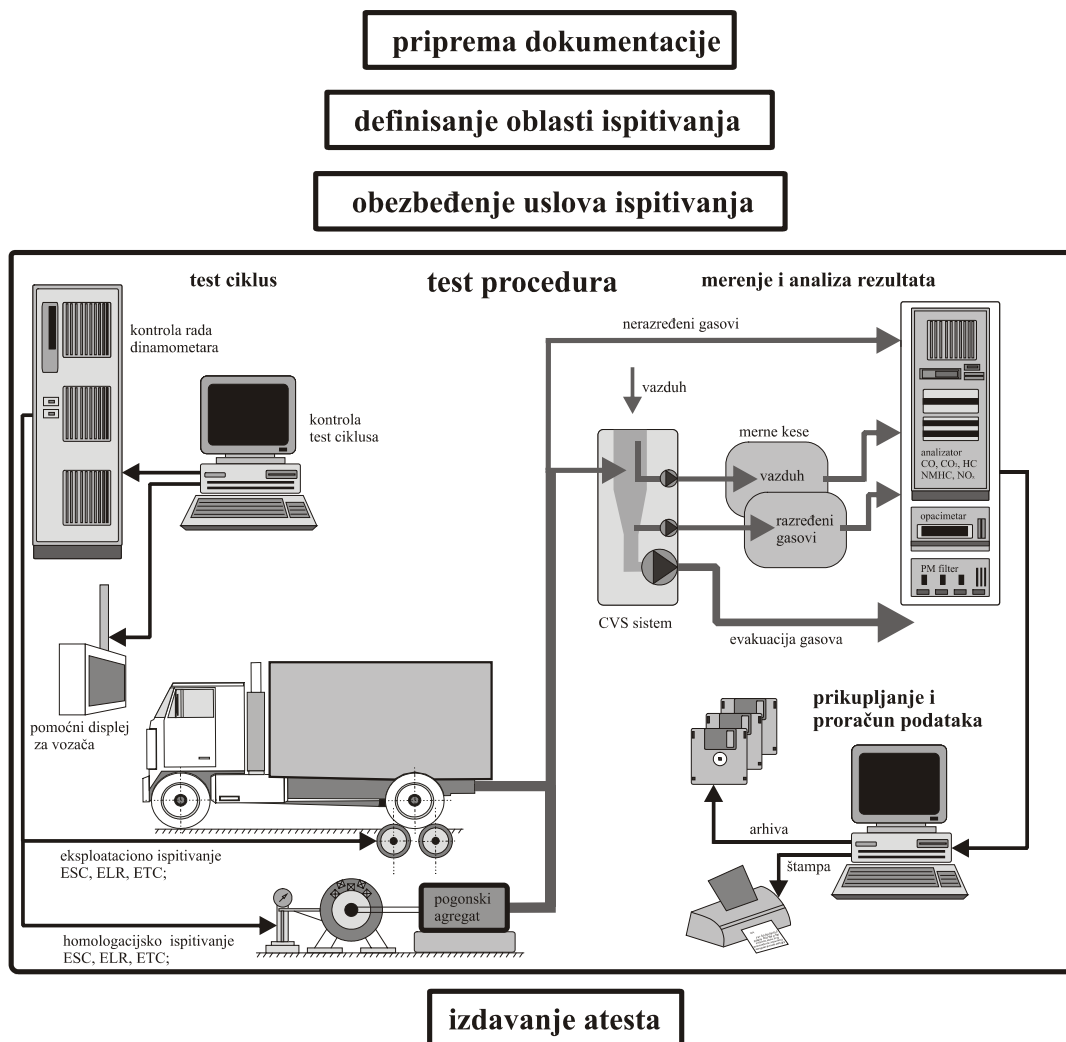 priprema dokumentacije
definisanje oblasti ispitivanja
obezbeđenje uslova ispitivanja
test ciklus
test procedura
merenje i analiza rezultata
kontrola rada
dinamometara
kontrola
test ciklusa
pomoćni displej
za vozača
nerazređeni gasovi
vazduh
merne kese
vazduh
razređeni
gasovi
CVS sistem
evakuacija gasova
analizator
CO, CO₂, HC
NMHC, NOₓ
opacimetar
PM filter
prikupljanje i
proračun podataka
arhiva
štampa
eksploataciono ispitivanje
ESC, ELR, ETC;
pogonski
agregat
homologacijsko ispitivanje
ESC, ELR, ETC;
izdavanje atesta